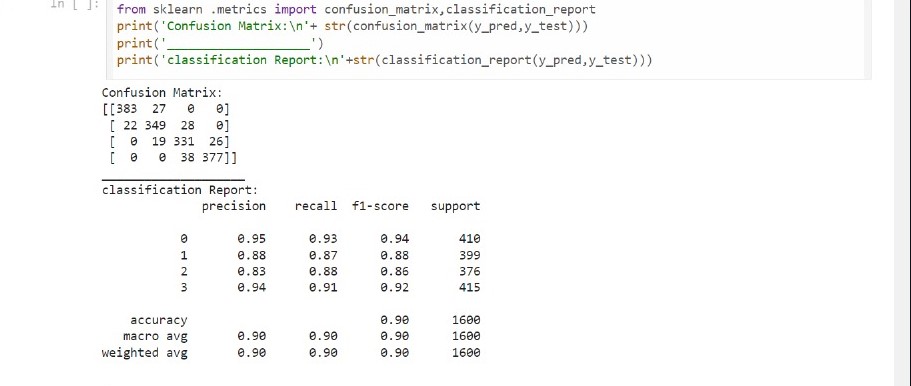 In [ ]:
from sklearn .metrics import confusion_matrix,classification_report
print('Confusion Matrix:\n'+ str(confusion_matrix(y_pred,y_test)))
print('____________________')
print('classification Report:\n'+str(classification_report(y_pred,y_test)))
Confusion Matrix:
[[383 27 0 0]
[ 22 349 28 0]
[ 0 19 331 26]
[ 0 0 38 377]]
____________________
classification Report:
precision recall f1-score support
0 0.95 0.93 0.94 410
1 0.88 0.87 0.88 399
2 0.83 0.88 0.86 376
3 0.94 0.91 0.92 415
accuracy 0.90 1600
macro avg 0.90 0.90 0.90 1600
weighted avg 0.90 0.90 0.90 1600